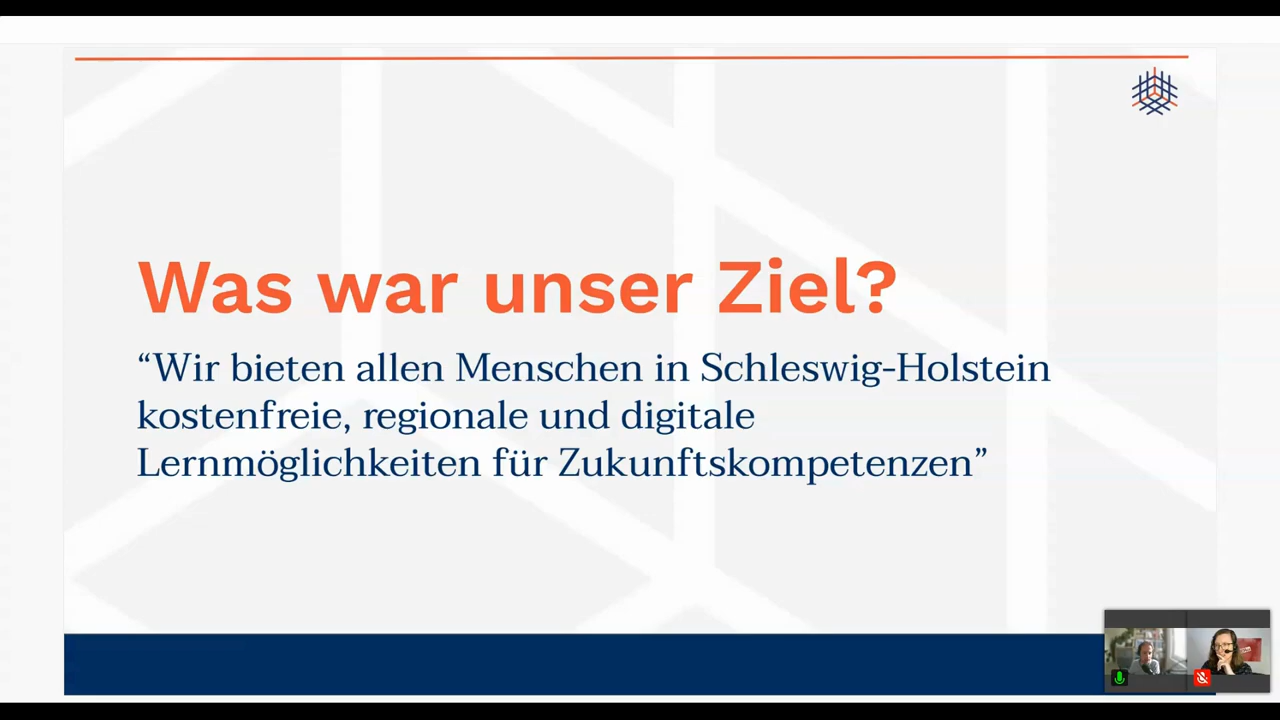 Was war unser Ziel?
“Wir bieten allen Menschen in Schleswig-Holstein
kostenfreie, regionale und digitale
Lernmöglichkeiten für Zukunftskompetenzen”